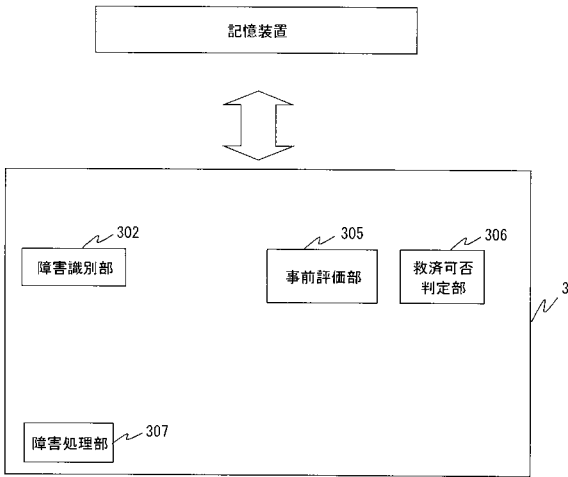 記憶装置
302
障害識別部
305
事前評価部
306
救済可否
判定部
3
307
障害処理部